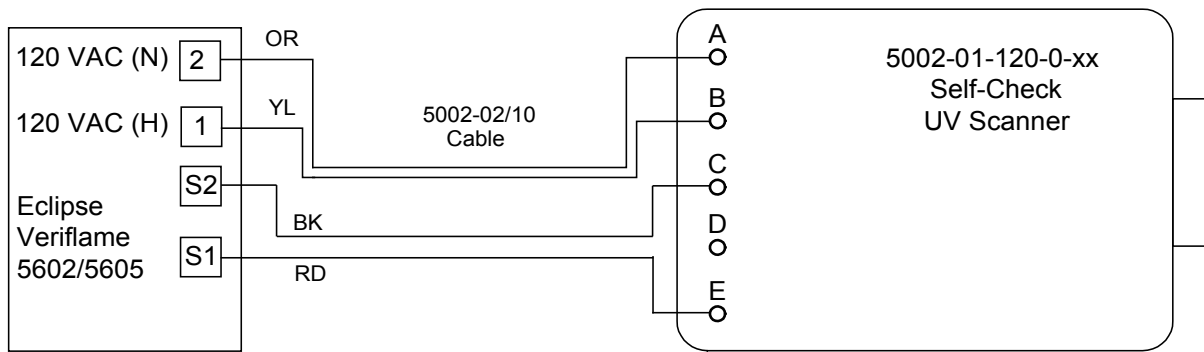 120 VAC (N) 2
OR
120 VAC (H) 1
YL
S2
BK
Eclipse
Veriflame
5602/5605
S1
RD
5002-02/10
Cable
A
B
C
D
E
5002-01-120-0-xx
Self-Check
UV Scanner